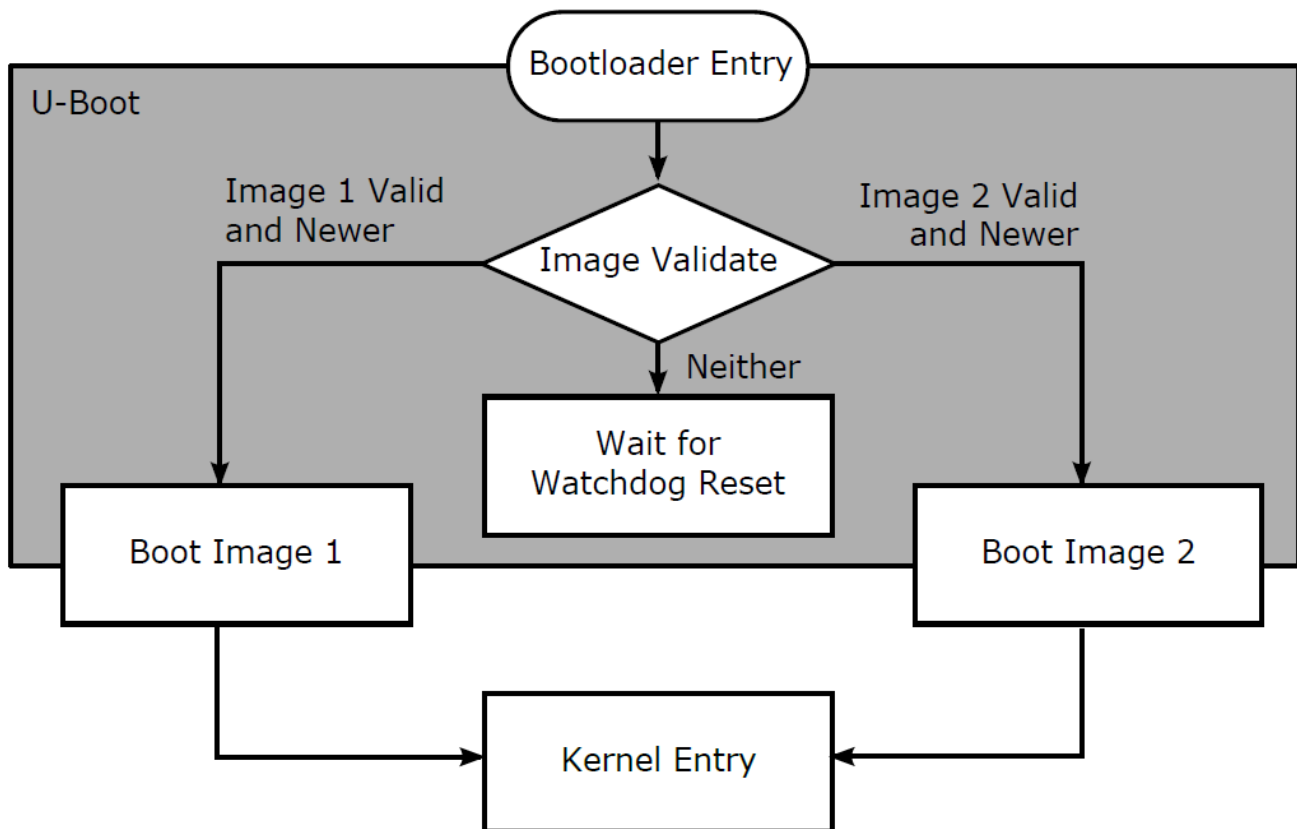 Bootloader Entry
U-Boot
Image 1 Valid
and Newer
Image 2 Valid
and Newer
Image Validate
Neither
Wait for
Watchdog Reset
Boot Image 1
Boot Image 2
Kernel Entry